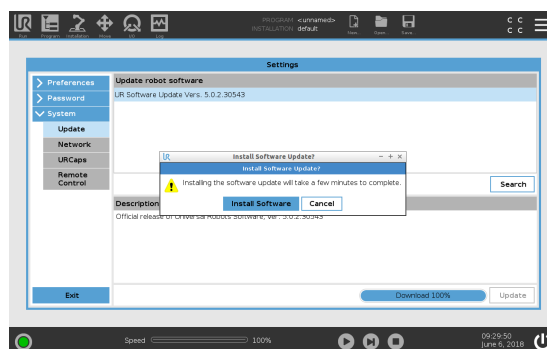 UR
PROGRAM <unnamed>
INSTALLATION default
Run
Program
Installation
Move
I/O
Log
New...
Open...
Save...
C C
C C
Settings
Preferences
Password
System
Update
Network
URCaps
Remote
Control
Exit
Update robot software
UR Software Update Vers. 5.0.2.30543
Search
Install Software Update?
Install Software Update?
Installing the software update will take a few minutes to complete.
Install Software
Cancel
Description
Official release of Universal Robots Software, ver. 5.0.2.30543
Download 100%
Update
Speed
100%
09:29:50
June 6, 2018